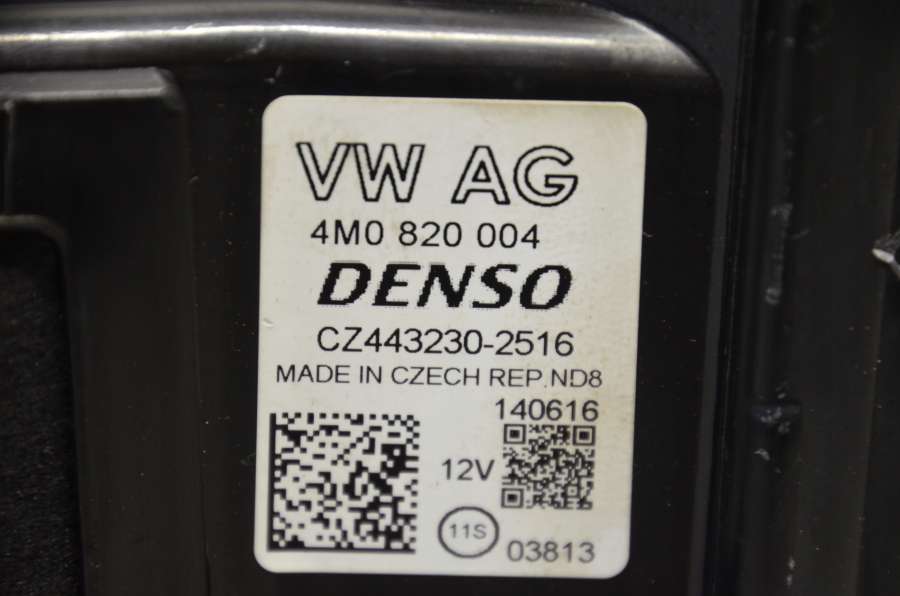 VW AG
4M0 820 004
DENSO
CZ443230-2516
MADE IN CZECH REP.ND8
140616
12V
11S
03813